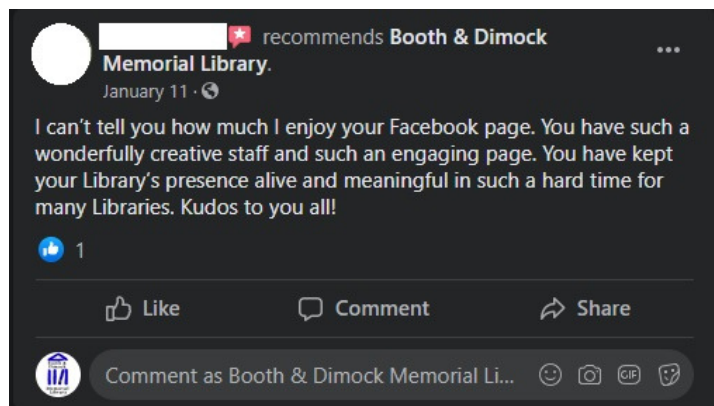 recommends Booth & Dimock
Memorial Library.
January 11 ·
I can't tell you how much I enjoy your Facebook page. You have such a
wonderfully creative staff and such an engaging page. You have kept
your Library's presence alive and meaningful in such a hard time for
many Libraries. Kudos to you all!
1
Like Comment Share
Comment as Booth & Dimock Memorial Li... GIF